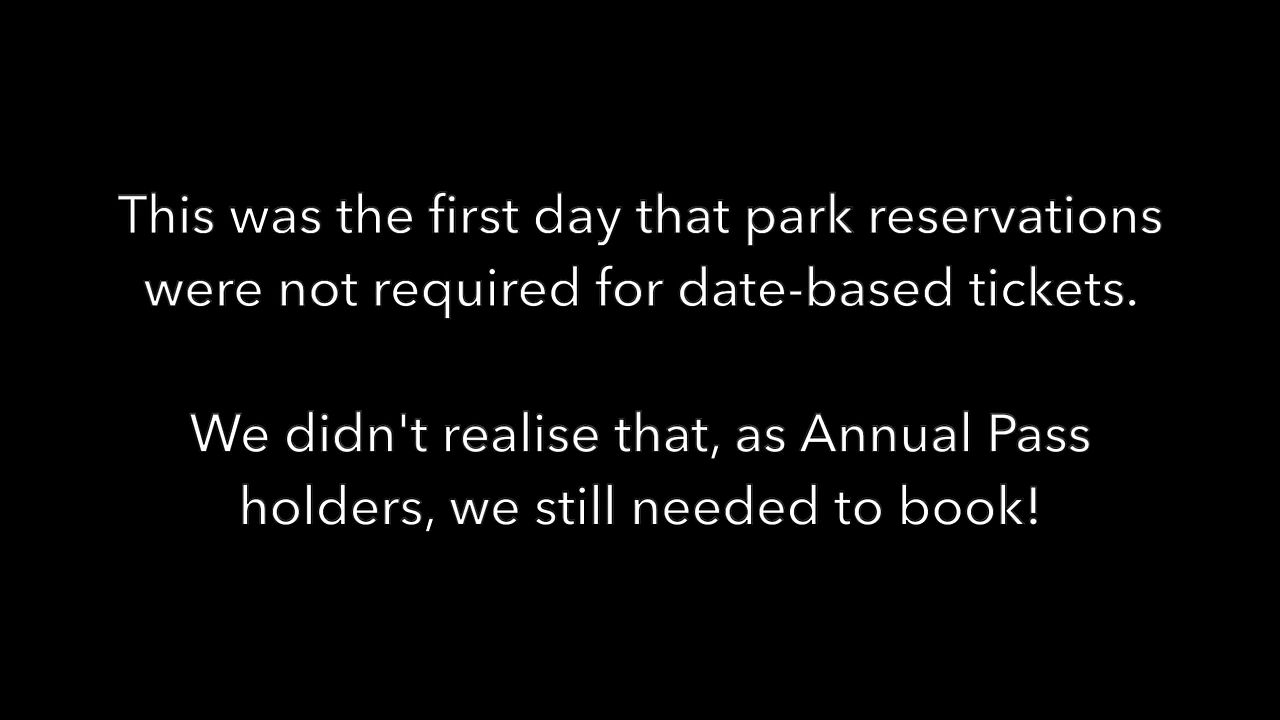 This was the first day that park reservations
were not required for date-based tickets.
We didn't realise that, as Annual Pass
holders, we still needed to book!